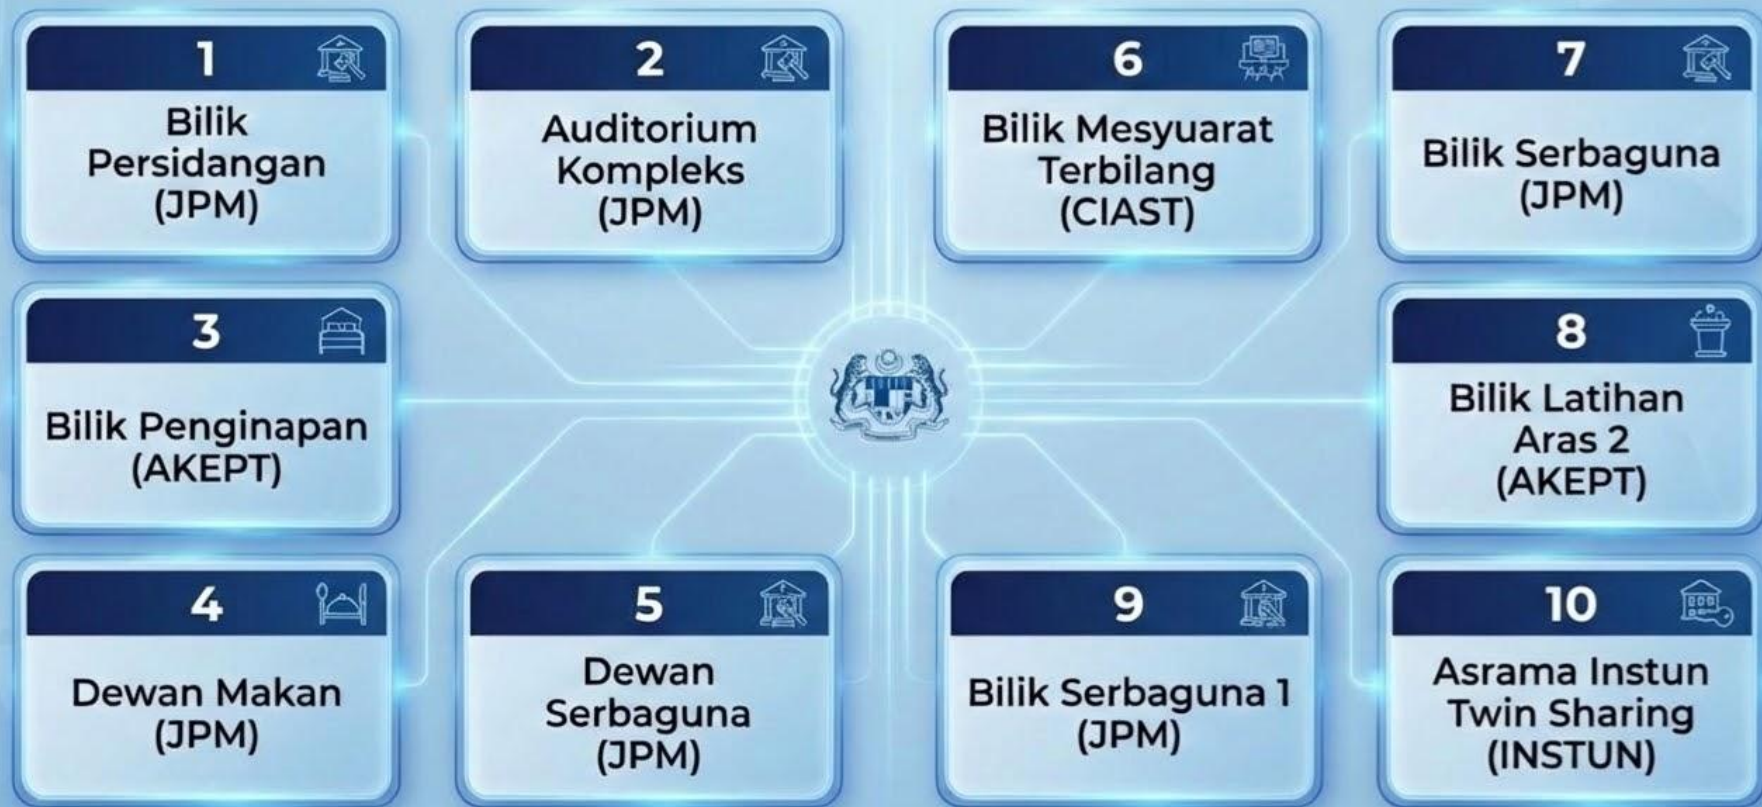 1
Bilik
Persidangan
(JPM)
2
Auditorium
Kompleks
(JPM)
3
Bilik Penginapan
(AKEPT)
4
Dewan Makan
(JPM)
5
Dewan
Serbaguna
(JPM)
6
Bilik Mesyuarat
Terbilang
(CIAST)
7
Bilik Serbaguna
(JPM)
8
Bilik Latihan
Aras 2
(AKEPT)
9
Bilik Serbaguna 1
(JPM)
10
Asrama Instun
Twin Sharing
(INSTUN)